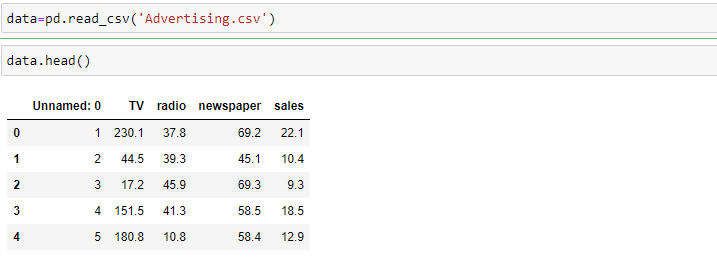 data=pd.read_csv('Advertising.csv')
data.head()
Unnamed: 0 TV radio newspaper sales
0 1 230.1 37.8 69.2 22.1
1 2 44.5 39.3 45.1 10.4
2 3 17.2 45.9 69.3 9.3
3 4 151.5 41.3 58.5 18.5
4 5 180.8 10.8 58.4 12.9